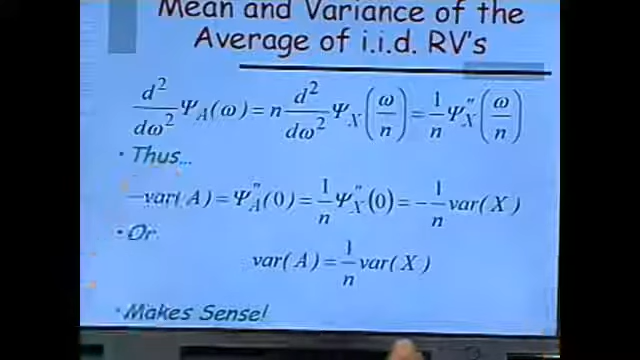 Mean and Variance of the
Average of i.i.d. RV's
d²/dω² Ψ_A(ω) = n d²/dω² Ψ_X(ω/n) = 1/n Ψ″_X(ω/n)
• Thus...
-var(A) = Ψ″_A(0) = 1/n Ψ″_X(0) = - 1/n var(X)
• Or
var(A) = 1/n var(X)
• Makes Sense!